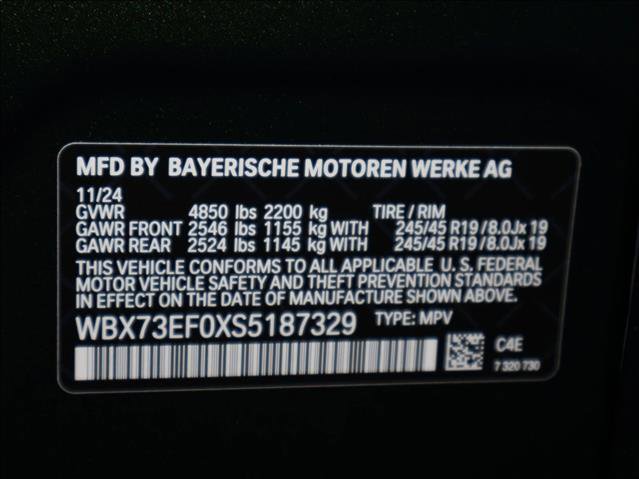 MFD BY BAYERISCHE MOTOREN WERKE AG
11/24
GVWR 4850 lbs 2200 kg TIRE / RIM
GAWR FRONT 2546 lbs 1155 kg WITH 245/45 R19/8.0Jx19
GAWR REAR 2524 lbs 1145 kg WITH 245/45 R19/8.0Jx19
THIS VEHICLE CONFORMS TO ALL APPLICABLE U.S. FEDERAL
MOTOR VEHICLE SAFETY AND THEFT PREVENTION STANDARDS
IN EFFECT ON THE DATE OF MANUFACTURE SHOWN ABOVE.
WBX73EF0XS5187329 TYPE: MPV
C4E
7 320 730